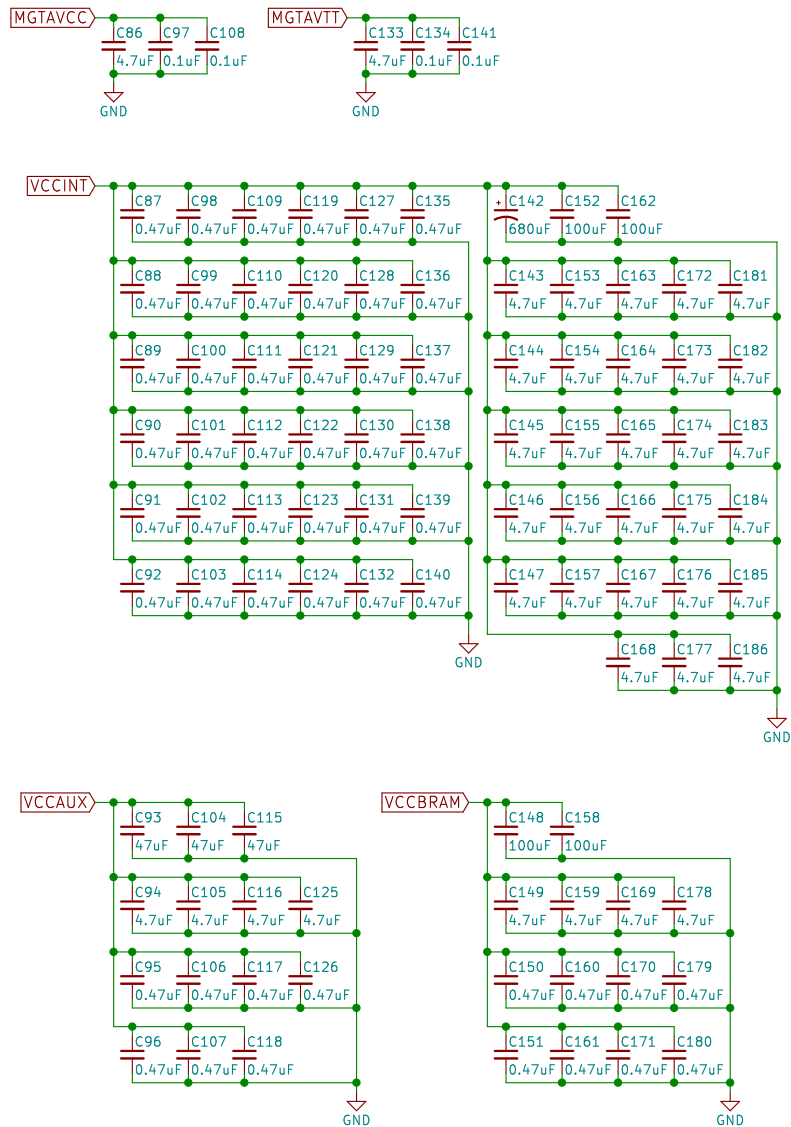 MGTAVCC C86 C97 C108 MGTAVTT C133 C134 C141
4.7uF 0.1uF 0.1uF 4.7uF 0.1uF 0.1uF
GND GND
VCCINT C87 C98 C109 C119 C127 C135 + C142 C152 C162
0.47uF 0.47uF 0.47uF 0.47uF 0.47uF 0.47uF 680uF 100uF 100uF
C88 C99 C110 C120 C128 C136 C143 C153 C163 C172 C181
0.47uF 0.47uF 0.47uF 0.47uF 0.47uF 0.47uF 4.7uF 4.7uF 4.7uF 4.7uF 4.7uF
C89 C100 C111 C121 C129 C137 C144 C154 C164 C173 C182
0.47uF 0.47uF 0.47uF 0.47uF 0.47uF 0.47uF 4.7uF 4.7uF 4.7uF 4.7uF 4.7uF
C90 C101 C112 C122 C130 C138 C145 C155 C165 C174 C183
0.47uF 0.47uF 0.47uF 0.47uF 0.47uF 0.47uF 4.7uF 4.7uF 4.7uF 4.7uF 4.7uF
C91 C102 C113 C123 C131 C139 C146 C156 C166 C175 C184
0.47uF 0.47uF 0.47uF 0.47uF 0.47uF 0.47uF 4.7uF 4.7uF 4.7uF 4.7uF 4.7uF
C92 C103 C114 C124 C132 C140 C147 C157 C167 C176 C185
0.47uF 0.47uF 0.47uF 0.47uF 0.47uF 0.47uF 4.7uF 4.7uF 4.7uF 4.7uF 4.7uF
GND C168 C177 C186
4.7uF 4.7uF 4.7uF
GND
VCCAUX C93 C104 C115 VCCBRAM C148 C158
47uF 47uF 47uF 100uF 100uF
C94 C105 C116 C125 C149 C159 C169 C178
4.7uF 4.7uF 4.7uF 4.7uF 4.7uF 4.7uF 4.7uF 4.7uF
C95 C106 C117 C126 C150 C160 C170 C179
0.47uF 0.47uF 0.47uF 0.47uF 0.47uF 0.47uF 0.47uF 0.47uF
C96 C107 C118 C151 C161 C171 C180
0.47uF 0.47uF 0.47uF 0.47uF 0.47uF 0.47uF 0.47uF
GND GND